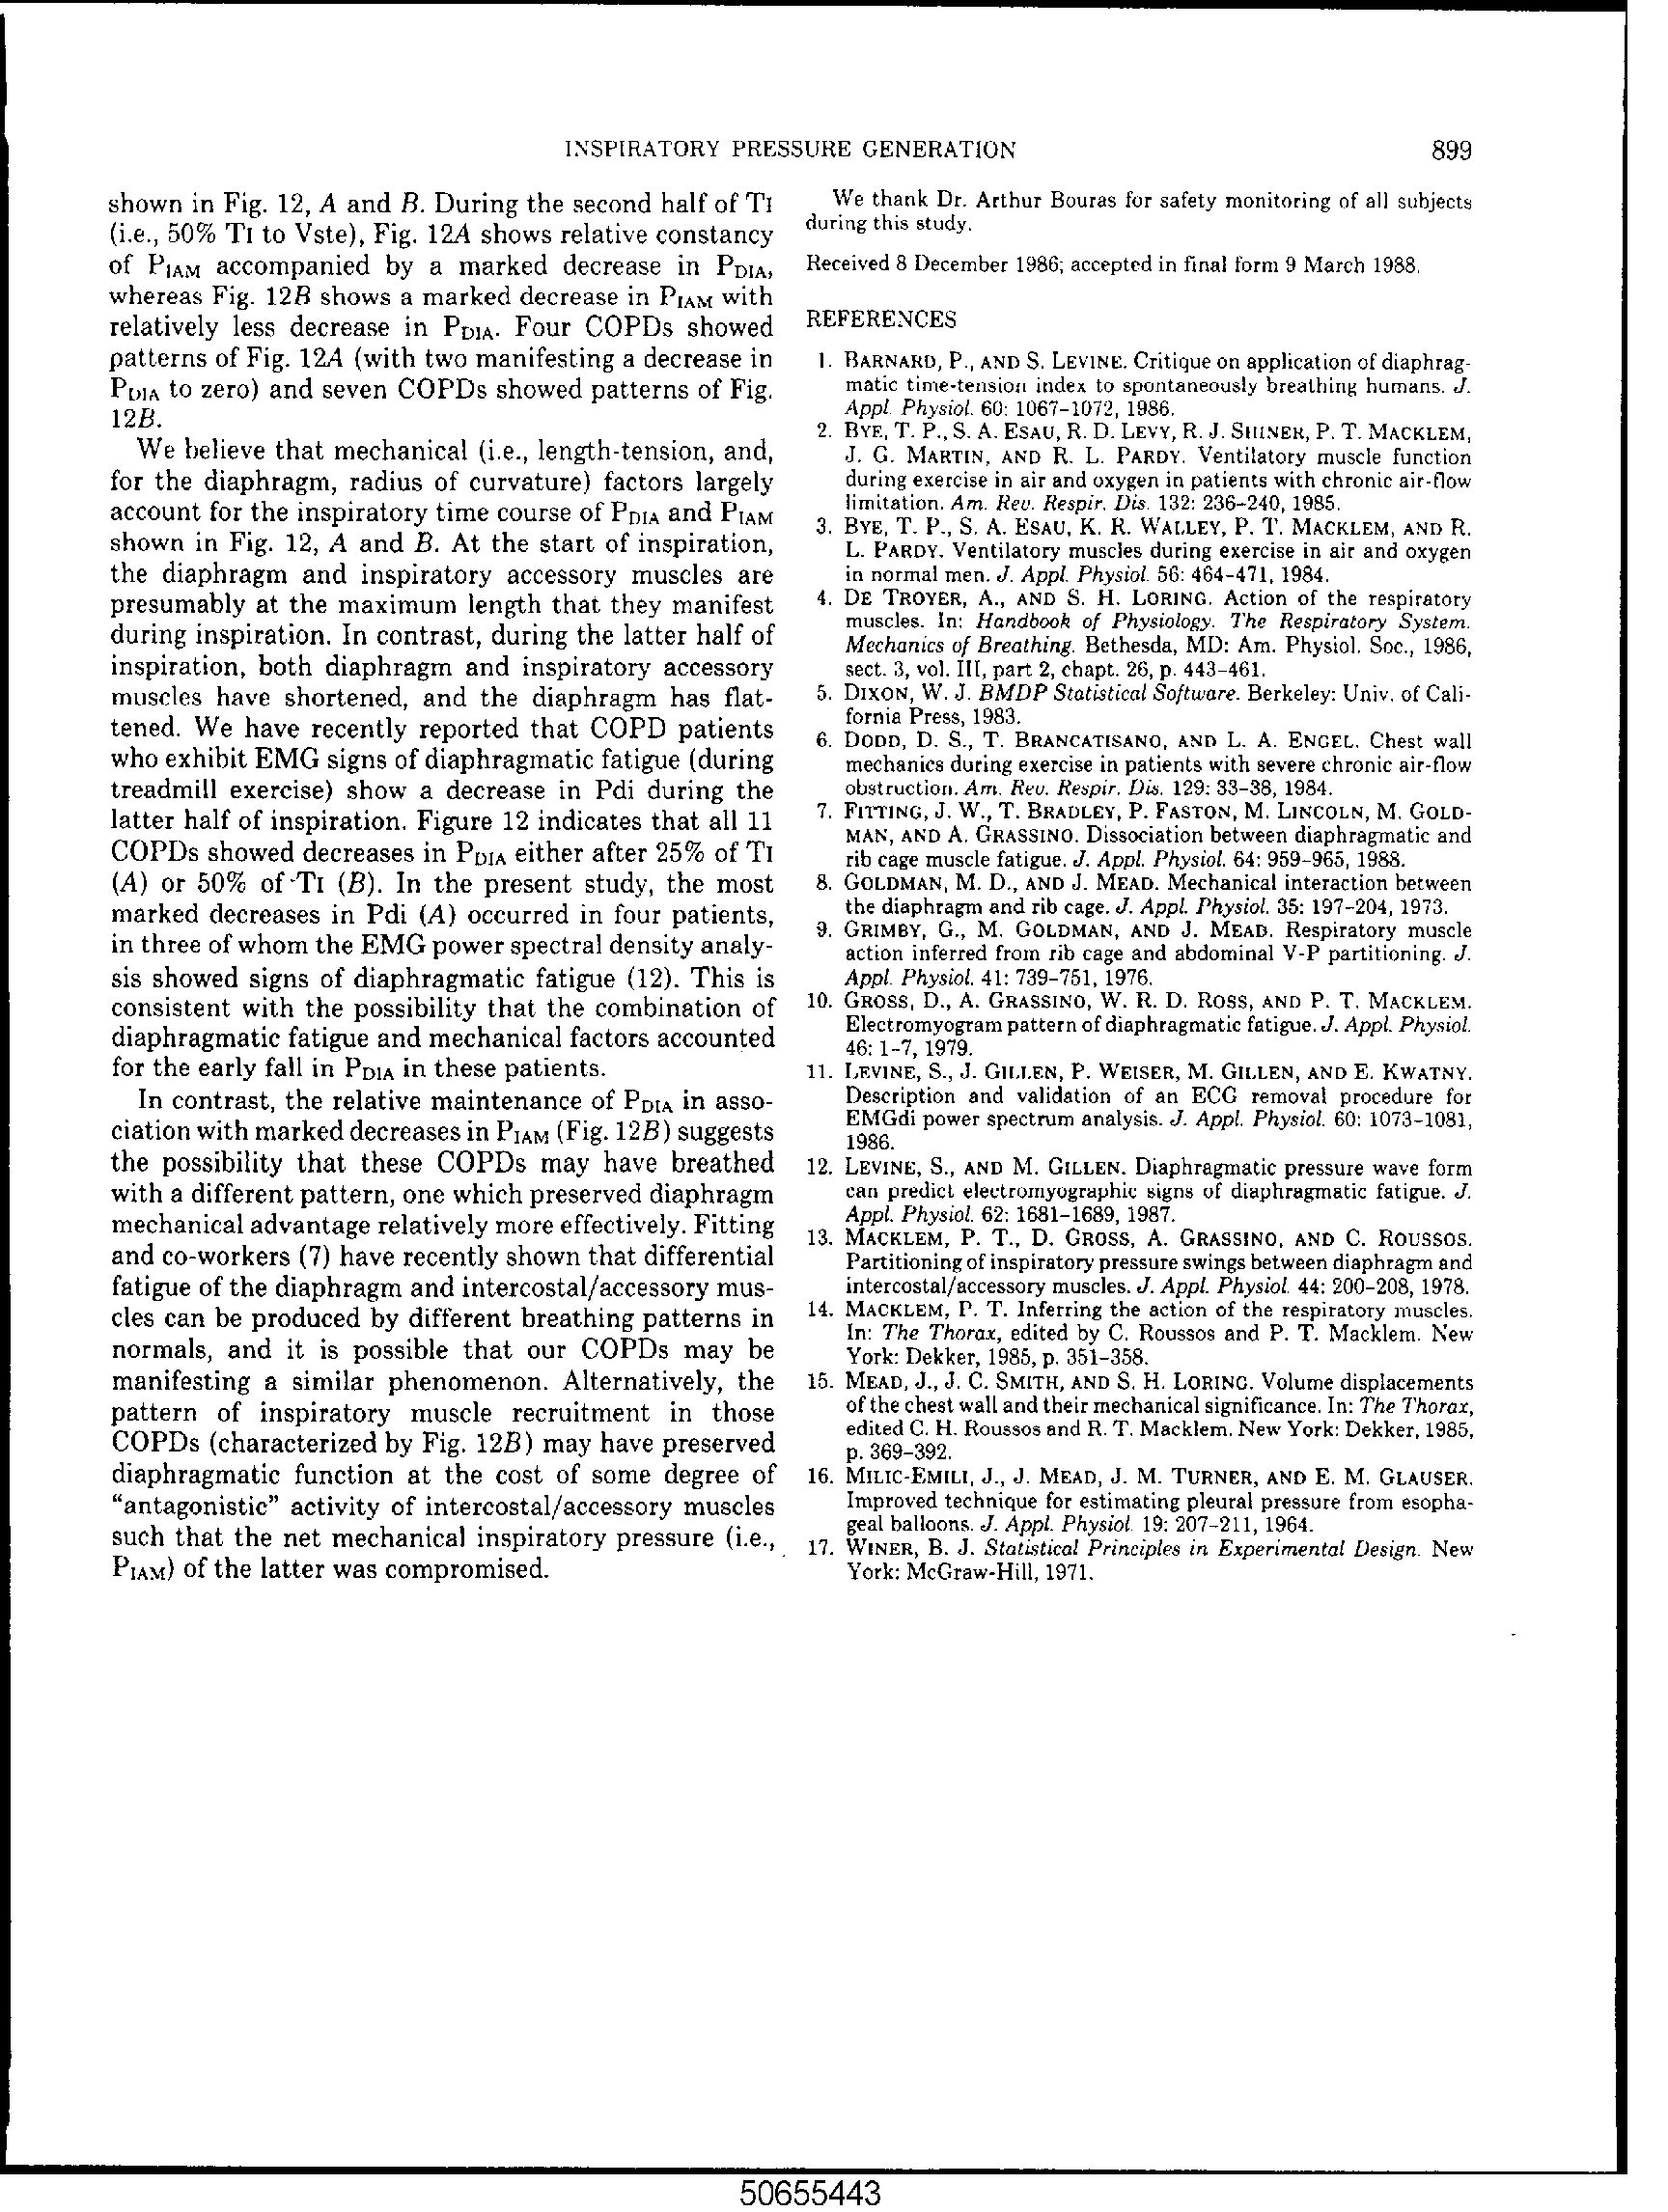 INSPIRATORY PRESSURE GENERATION 899
shown in Fig. 12, A and B. During the second half of TI
(i.e., 50% TI to Vste), Fig. 12A shows relative constancy
of PIAM accompanied by a marked decrease in PDIA,
whereas Fig. 12B shows a marked decrease in PIAM with
relatively less decrease in PDIA. Four COPDs showed
patterns of Fig. 12A (with two manifesting a decrease in
PDIA to zero) and seven COPDs showed patterns of Fig.
12B.
We believe that mechanical (i.e., length-tension, and,
for the diaphragm, radius of curvature) factors largely
account for the inspiratory time course of PDIA and PIAM
shown in Fig. 12, A and B. At the start of inspiration,
the diaphragm and inspiratory accessory muscles are
presumably at the maximum length that they manifest
during inspiration. In contrast, during the latter half of
inspiration, both diaphragm and inspiratory accessory
muscles have shortened, and the diaphragm has flat-
tened. We have recently reported that COPD patients
who exhibit EMG signs of diaphragmatic fatigue (during
treadmill exercise) show a decrease in Pdi during the
latter half of inspiration. Figure 12 indicates that all 11
COPDs showed decreases in PDIA either after 25% of TI
(A) or 50% of TI (B). In the present study, the most
marked decreases in Pdi (A) occurred in four patients,
in three of whom the EMG power spectral density analy-
sis showed signs of diaphragmatic fatigue (12). This is
consistent with the possibility that the combination of
diaphragmatic fatigue and mechanical factors accounted
for the early fall in PDIA in these patients.
In contrast, the relative maintenance of PDIA in asso-
ciation with marked decreases in PIAM (Fig. 12B) suggests
the possibility that these COPDs may have breathed
with a different pattern, one which preserved diaphragm
mechanical advantage relatively more effectively. Fitting
and co-workers (7) have recently shown that differential
fatigue of the diaphragm and intercostal/accessory mus-
cles can be produced by different breathing patterns in
normals, and it is possible that our COPDs may be
manifesting a similar phenomenon. Alternatively, the
pattern of inspiratory muscle recruitment in those
COPDs (characterized by Fig. 12B) may have preserved
diaphragmatic function at the cost of some degree of
“antagonistic” activity of intercostal/accessory muscles
such that the net mechanical inspiratory pressure (i.e.,
PIAM) of the latter was compromised.
We thank Dr. Arthur Bouras for safety monitoring of all subjects
during this study.
Received 8 December 1986; accepted in final form 9 March 1988.
REFERENCES
1. BARNARD, P., AND S. LEVINE. Critique on application of diaphrag-
matic time-tension index to spontaneously breathing humans. J.
Appl. Physiol. 60: 1067-1072, 1986.
2. BYE, T. P., S. A. ESAU, R. D. LEVY, R. J. SHINER, P. T. MACKLEM,
J. G. MARTIN, AND R. L. PARDY. Ventilatory muscle function
during exercise in air and oxygen in patients with chronic air-flow
limitation. Am. Rev. Respir. Dis. 132: 236-240, 1985.
3. BYE, T. P., S. A. ESAU, K. R. WALLEY, P. T. MACKLEM, AND R.
L. PARDY. Ventilatory muscles during exercise in air and oxygen
in normal men. J. Appl. Physiol. 56: 464-471, 1984.
4. DE TROYER, A., AND S. H. LORING. Action of the respiratory
muscles. In: Handbook of Physiology. The Respiratory System.
Mechanics of Breathing. Bethesda, MD: Am. Physiol. Soc., 1986,
sect. 3, vol. III, part 2, chapt. 26, p. 443-461.
5. DIXON, W. J. BMDP Statistical Software. Berkeley: Univ. of Cali-
fornia Press, 1983.
6. DODD, D. S., T. BRANCATISANO, AND L. A. ENGEL. Chest wall
mechanics during exercise in patients with severe chronic air-flow
obstruction. Am. Rev. Respir. Dis. 129: 33-38, 1984.
7. FITTING, J. W., T. BRADLEY, P. FASTON, M. LINCOLN, M. GOLD-
MAN, AND A. GRASSINO. Dissociation between diaphragmatic and
rib cage muscle fatigue. J. Appl. Physiol. 64: 959-965, 1988.
8. GOLDMAN, M. D., AND J. MEAD. Mechanical interaction between
the diaphragm and rib cage. J. Appl. Physiol. 35: 197-204, 1973.
9. GRIMBY, G., M. GOLDMAN, AND J. MEAD. Respiratory muscle
action inferred from rib cage and abdominal V-P partitioning. J.
Appl. Physiol. 41: 739-751, 1976.
10. GROSS, D., A. GRASSINO, W. R. D. ROSS, AND P. T. MACKLEM.
Electromyogram pattern of diaphragmatic fatigue. J. Appl. Physiol.
46: 1-7, 1979.
11. LEVINE, S., J. GILLEN, P. WEISER, M. GILLEN, AND E. KWATNY.
Description and validation of an ECG removal procedure for
EMGdi power spectrum analysis. J. Appl. Physiol. 60: 1073-1081,
1986.
12. LEVINE, S., AND M. GILLEN. Diaphragmatic pressure wave form
can predict electromyographic signs of diaphragmatic fatigue. J.
Appl. Physiol. 62: 1681-1689, 1987.
13. MACKLEM, P. T., D. GROSS, A. GRASSINO, AND C. ROUSSOS.
Partitioning of inspiratory pressure swings between diaphragm and
intercostal/accessory muscles. J. Appl. Physiol. 44: 200-208, 1978.
14. MACKLEM, P. T. Inferring the action of the respiratory muscles.
In: The Thorax, edited by C. Roussos and P. T. Macklem. New
York: Dekker, 1985, p. 351-358.
15. MEAD, J., J. C. SMITH, AND S. H. LORING. Volume displacements
of the chest wall and their mechanical significance. In: The Thorax,
edited C. H. Roussos and R. T. Macklem. New York: Dekker, 1985,
p. 369-392.
16. MILIC-EMILI, J., J. MEAD, J. M. TURNER, AND E. M. GLAUSER.
Improved technique for estimating pleural pressure from esopha-
geal balloons. J. Appl. Physiol. 19: 207-211, 1964.
17. WINER, B. J. Statistical Principles in Experimental Design. New
York: McGraw-Hill, 1971.
50655443